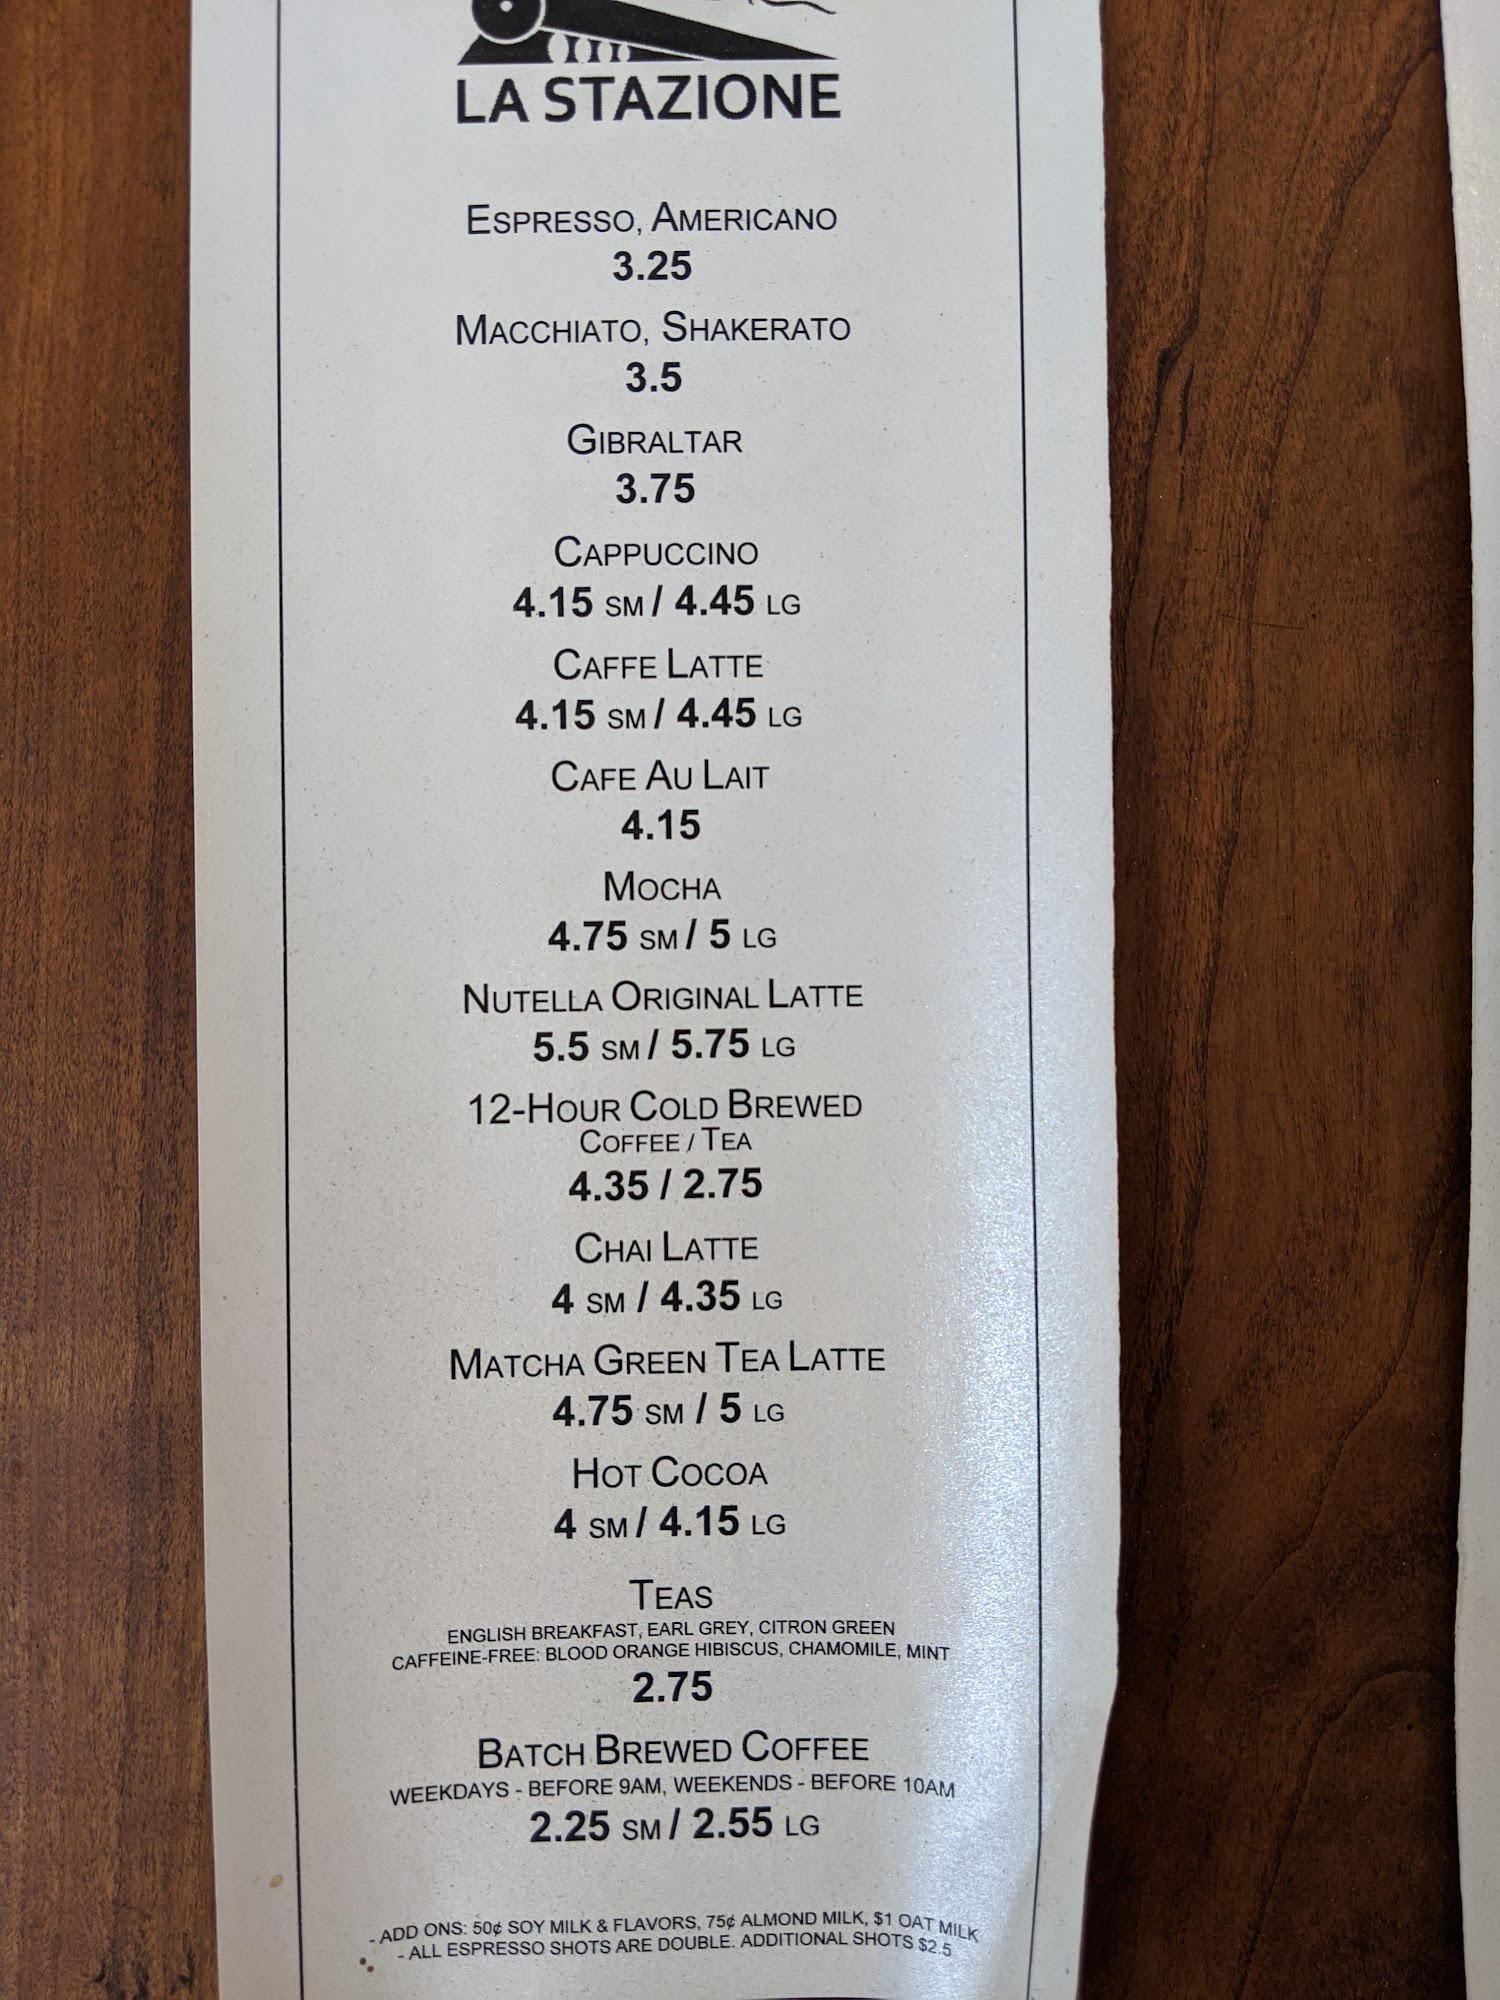 LA STAZIONE
ESPRESSO, AMERICANO
3.25
MACCHIATO, SHAKERATO
3.5
GIBRALTAR
3.75
CAPPUCCINO
4.15 SM / 4.45 LG
CAFFE LATTE
4.15 SM / 4.45 LG
CAFE AU LAIT
4.15
MOCHA
4.75 SM / 5 LG
NUTELLA ORIGINAL LATTE
5.5 SM / 5.75 LG
12-HOUR COLD BREWED
COFFEE / TEA
4.35 / 2.75
CHAI LATTE
4 SM / 4.35 LG
MATCHA GREEN TEA LATTE
4.75 SM / 5 LG
HOT COCOA
4 SM / 4.15 LG
TEAS
ENGLISH BREAKFAST, EARL GREY, CITRON GREEN
CAFFEINE-FREE: BLOOD ORANGE HIBISCUS, CHAMOMILE, MINT
2.75
BATCH BREWED COFFEE
WEEKDAYS - BEFORE 9AM, WEEKENDS - BEFORE 10AM
2.25 SM / 2.55 LG
- ADD ONS: 50¢ SOY MILK & FLAVORS, 75¢ ALMOND MILK, $1 OAT MILK
- ALL ESPRESSO SHOTS ARE DOUBLE. ADDITIONAL SHOTS $2.5